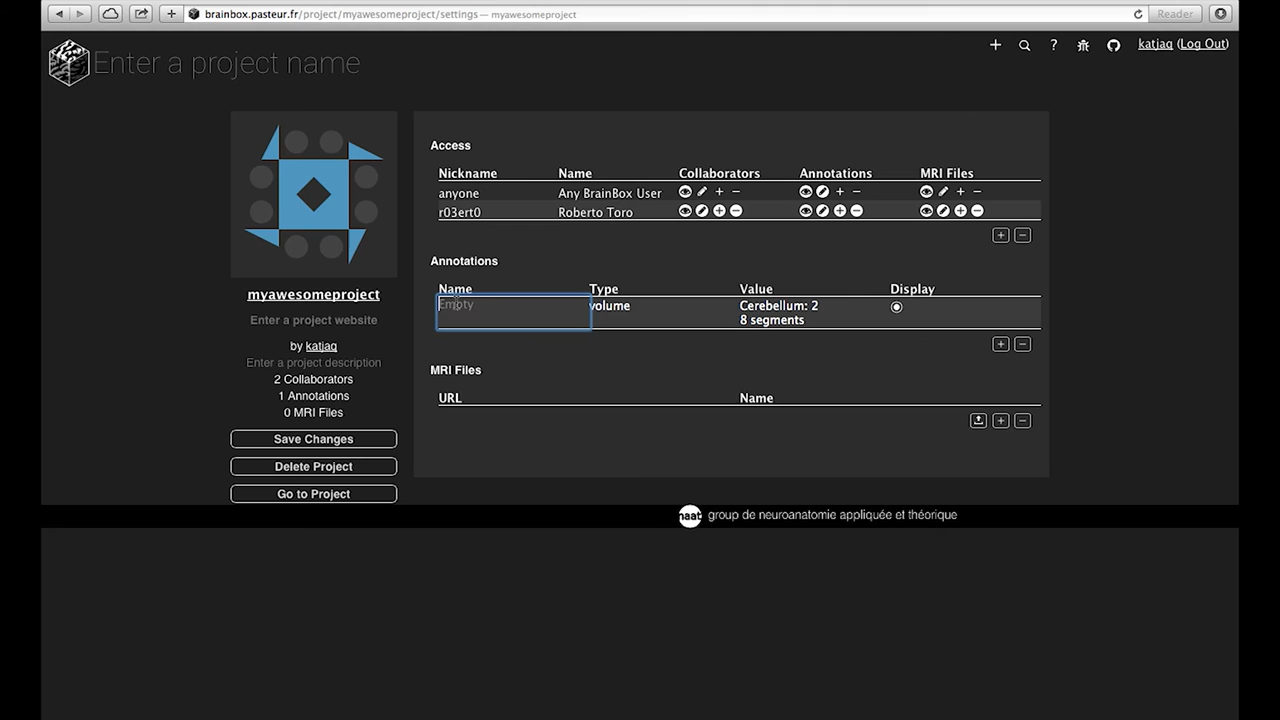 brainbox.pasteur.fr/project/myawesomeproject/settings — myawesomeproject
Reader
Enter a project name
? katjaq (Log Out)
myawesomeproject
Enter a project website
by katjaq
Enter a project description
2 Collaborators
1 Annotations
0 MRI Files
Save Changes
Delete Project
Go to Project
Access
Nickname Name Collaborators Annotations MRI Files
anyone Any BrainBox User
r03ert0 Roberto Toro
Annotations
Name Type Value Display
Empty volume Cerebellum: 2
8 segments
MRI Files
URL Name
naat group de neuroanatomie appliquée et théorique